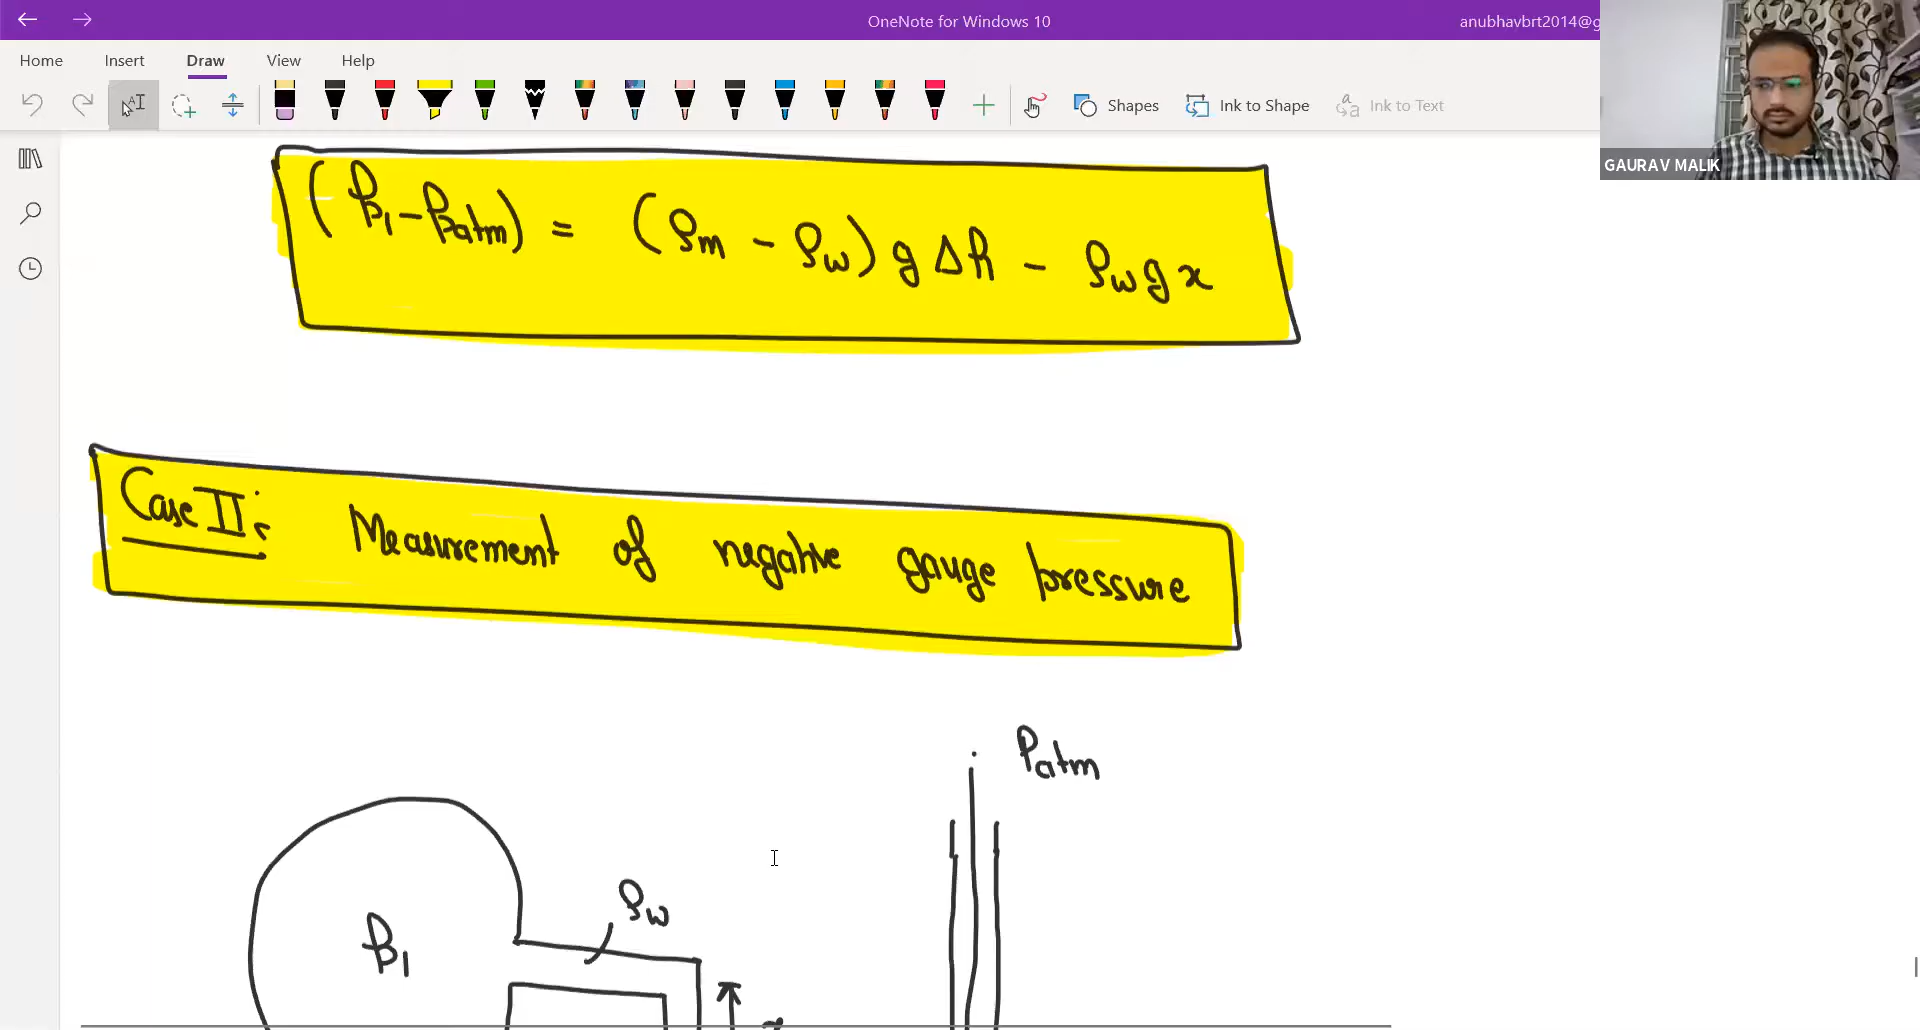 OneNote for Windows 10
anubhavbrt2014@g
Home Insert Draw View Help
Shapes Ink to Shape Ink to Text
GAURAV MALIK
(P1 - Patm) = (ρm - ρw) g Δh - ρw g x
Case II: Measurement of negative gauge pressure
Patm
ρw
P1